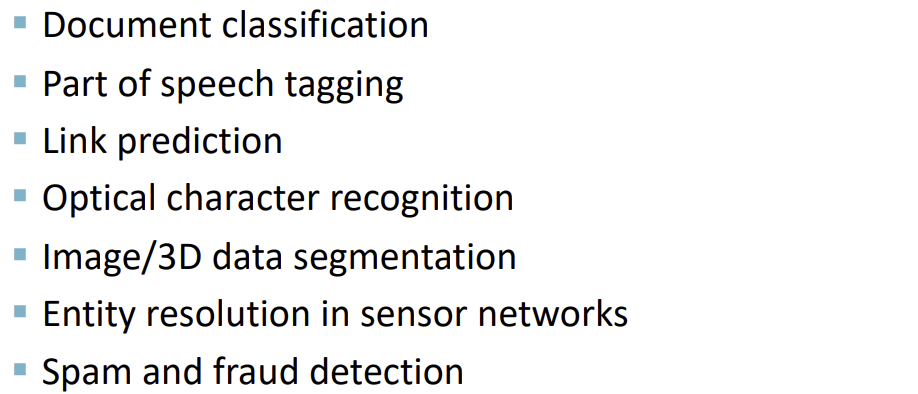 ▪ Document classification
▪ Part of speech tagging
▪ Link prediction
▪ Optical character recognition
▪ Image/3D data segmentation
▪ Entity resolution in sensor networks
▪ Spam and fraud detection